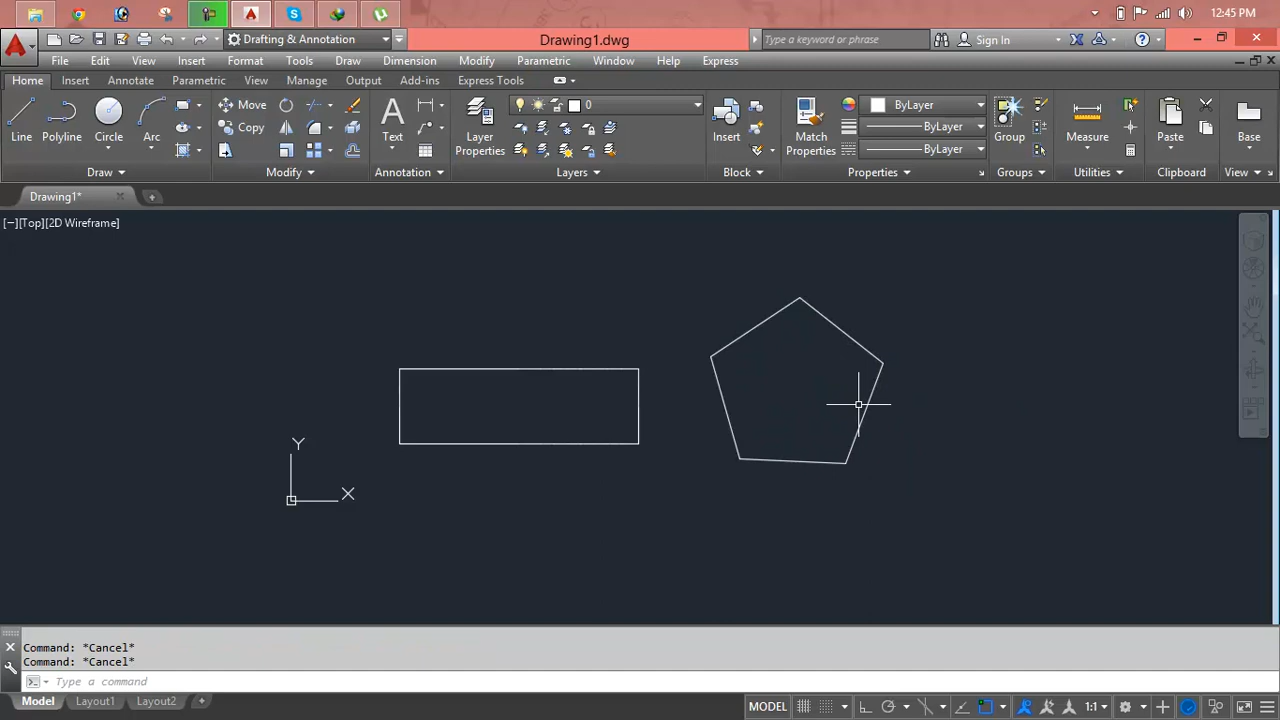 12:45 PM
Drafting & Annotation
Drawing1.dwg
Type a keyword or phrase
Sign In
File Edit View Insert Format Tools Draw Dimension Modify Parametric Window Help Express
Home Insert Annotate Parametric View Manage Output Add-ins Express Tools
Move
0
ByLayer
Copy
ByLayer
Line Polyline Circle Arc
Text
Layer
Properties
Insert
Match
Properties
ByLayer
Group
Measure
Paste
Base
Draw Modify Annotation Layers Block Properties Groups Utilities Clipboard View
Drawing1*
[−][Top][2D Wireframe]
Y
X
Command: *Cancel*
Command: *Cancel*
Type a command
Model Layout1 Layout2
MODEL
1:1